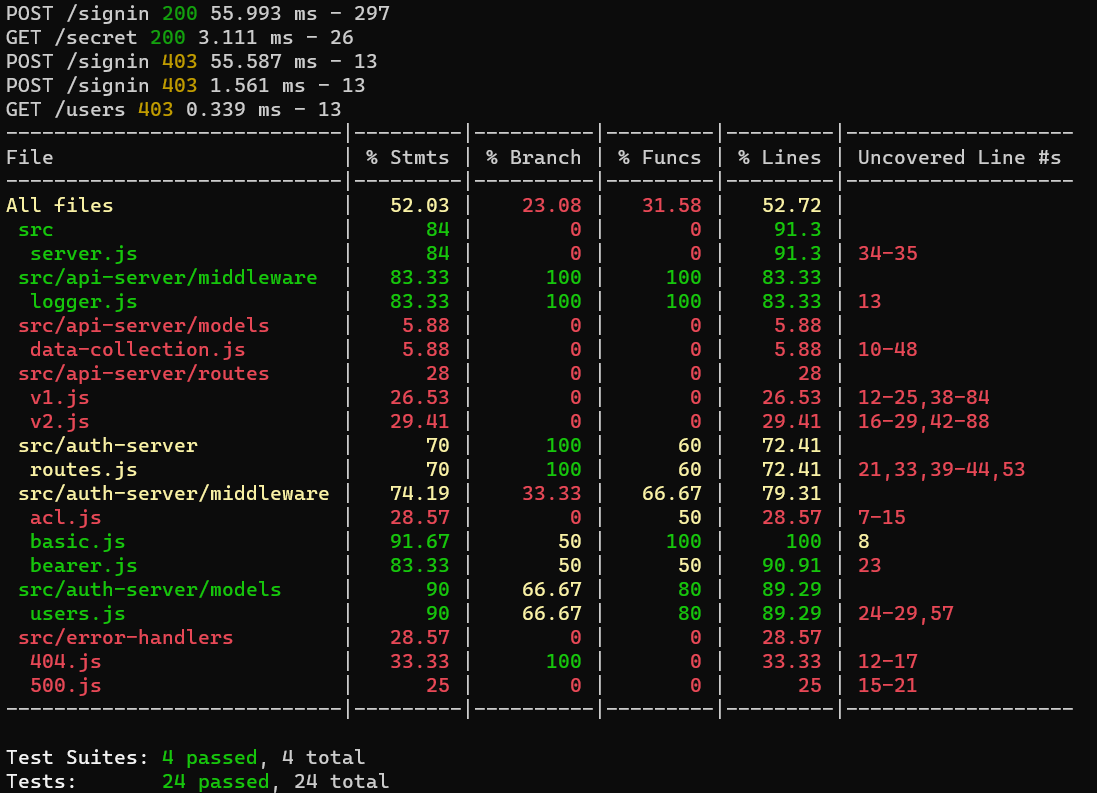 POST /signin 200 55.993 ms - 297
GET /secret 200 3.111 ms - 26
POST /signin 403 55.587 ms - 13
POST /signin 403 1.561 ms - 13
GET /users 403 0.339 ms - 13
----------------------------|---------|----------|---------|---------|-------------------
File                        | % Stmts | % Branch | % Funcs | % Lines | Uncovered Line #s
----------------------------|---------|----------|---------|---------|-------------------
All files                   |   52.03 |    23.08 |   31.58 |   52.72 |
 src                        |      84 |        0 |       0 |    91.3 |
  server.js                 |      84 |        0 |       0 |    91.3 | 34-35
 src/api-server/middleware  |   83.33 |      100 |     100 |   83.33 |
  logger.js                 |   83.33 |      100 |     100 |   83.33 | 13
 src/api-server/models      |    5.88 |        0 |       0 |    5.88 |
  data-collection.js        |    5.88 |        0 |       0 |    5.88 | 10-48
 src/api-server/routes      |      28 |        0 |       0 |      28 |
  v1.js                     |   26.53 |        0 |       0 |   26.53 | 12-25,38-84
  v2.js                     |   29.41 |        0 |       0 |   29.41 | 16-29,42-88
 src/auth-server            |      70 |      100 |      60 |   72.41 |
  routes.js                 |      70 |      100 |      60 |   72.41 | 21,33,39-44,53
 src/auth-server/middleware |   74.19 |    33.33 |   66.67 |   79.31 |
  acl.js                    |   28.57 |        0 |      50 |   28.57 | 7-15
  basic.js                  |   91.67 |       50 |     100 |     100 | 8
  bearer.js                 |   83.33 |       50 |      50 |   90.91 | 23
 src/auth-server/models     |      90 |    66.67 |      80 |   89.29 |
  users.js                  |      90 |    66.67 |      80 |   89.29 | 24-29,57
 src/error-handlers         |   28.57 |        0 |       0 |   28.57 |
  404.js                    |   33.33 |      100 |       0 |   33.33 | 12-17
  500.js                    |      25 |        0 |       0 |      25 | 15-21
----------------------------|---------|----------|---------|---------|-------------------
Test Suites: 4 passed, 4 total
Tests:       24 passed, 24 total